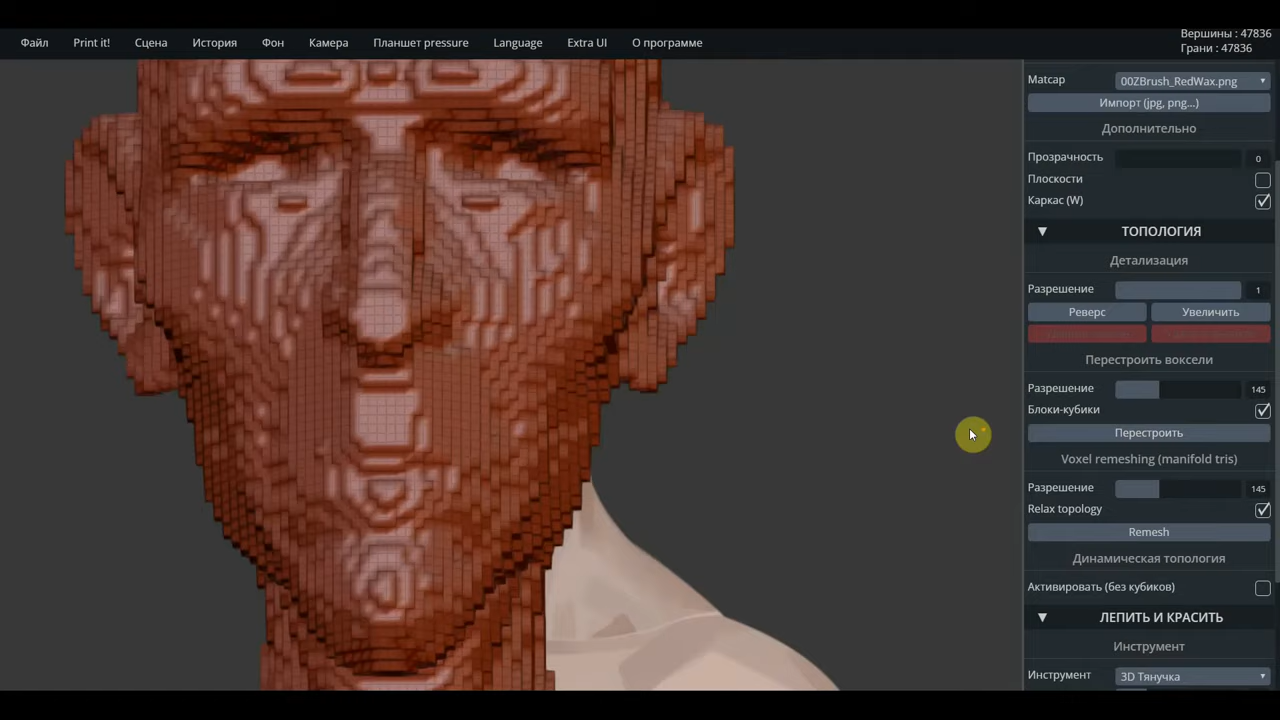 Файл Print it! Сцена История Фон Камера Планшет pressure Language Extra UI О программе
Вершины : 47836
Грани : 47836
Matcap 00ZBrush_RedWax.png
Импорт (jpg, png...)
Дополнительно
Прозрачность 0
Плоскости
Каркас (W)
ТОПОЛОГИЯ
Детализация
Разрешение 1
Реверс Увеличить
Перестроить воксели
Разрешение 145
Блоки-кубики
Перестроить
Voxel remeshing (manifold tris)
Разрешение 145
Relax topology
Remesh
Динамическая топология
Активировать (без кубиков)
ЛЕПИТЬ И КРАСИТЬ
Инструмент
Инструмент 3D Тянучка